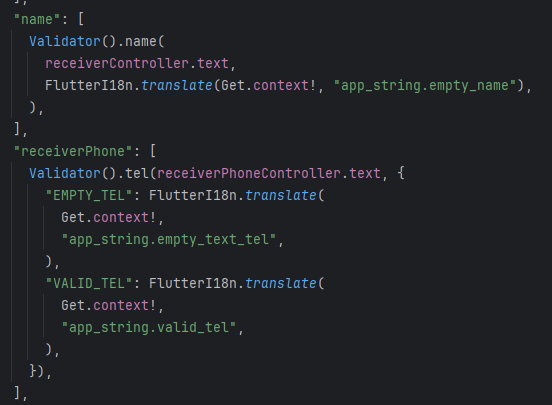 ],
"name": [
  Validator().name(
    receiverController.text,
    FlutterI18n.translate(Get.context!, "app_string.empty_name"),
  ),
],
"receiverPhone": [
  Validator().tel(receiverPhoneController.text, {
    "EMPTY_TEL": FlutterI18n.translate(
      Get.context!,
      "app_string.empty_text_tel",
    ),
    "VALID_TEL": FlutterI18n.translate(
      Get.context!,
      "app_string.valid_tel",
    ),
  }),
],